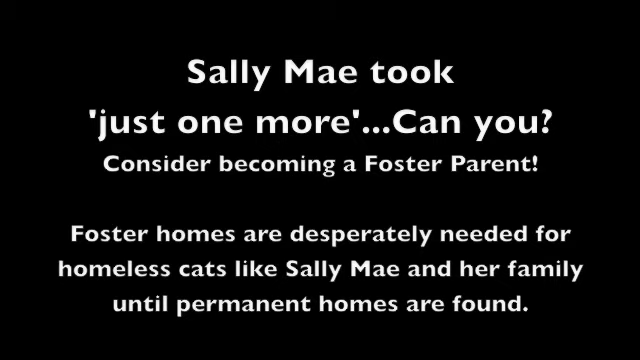 Sally Mae took
'just one more'...Can you?
Consider becoming a Foster Parent!
Foster homes are desperately needed for
homeless cats like Sally Mae and her family
until permanent homes are found.